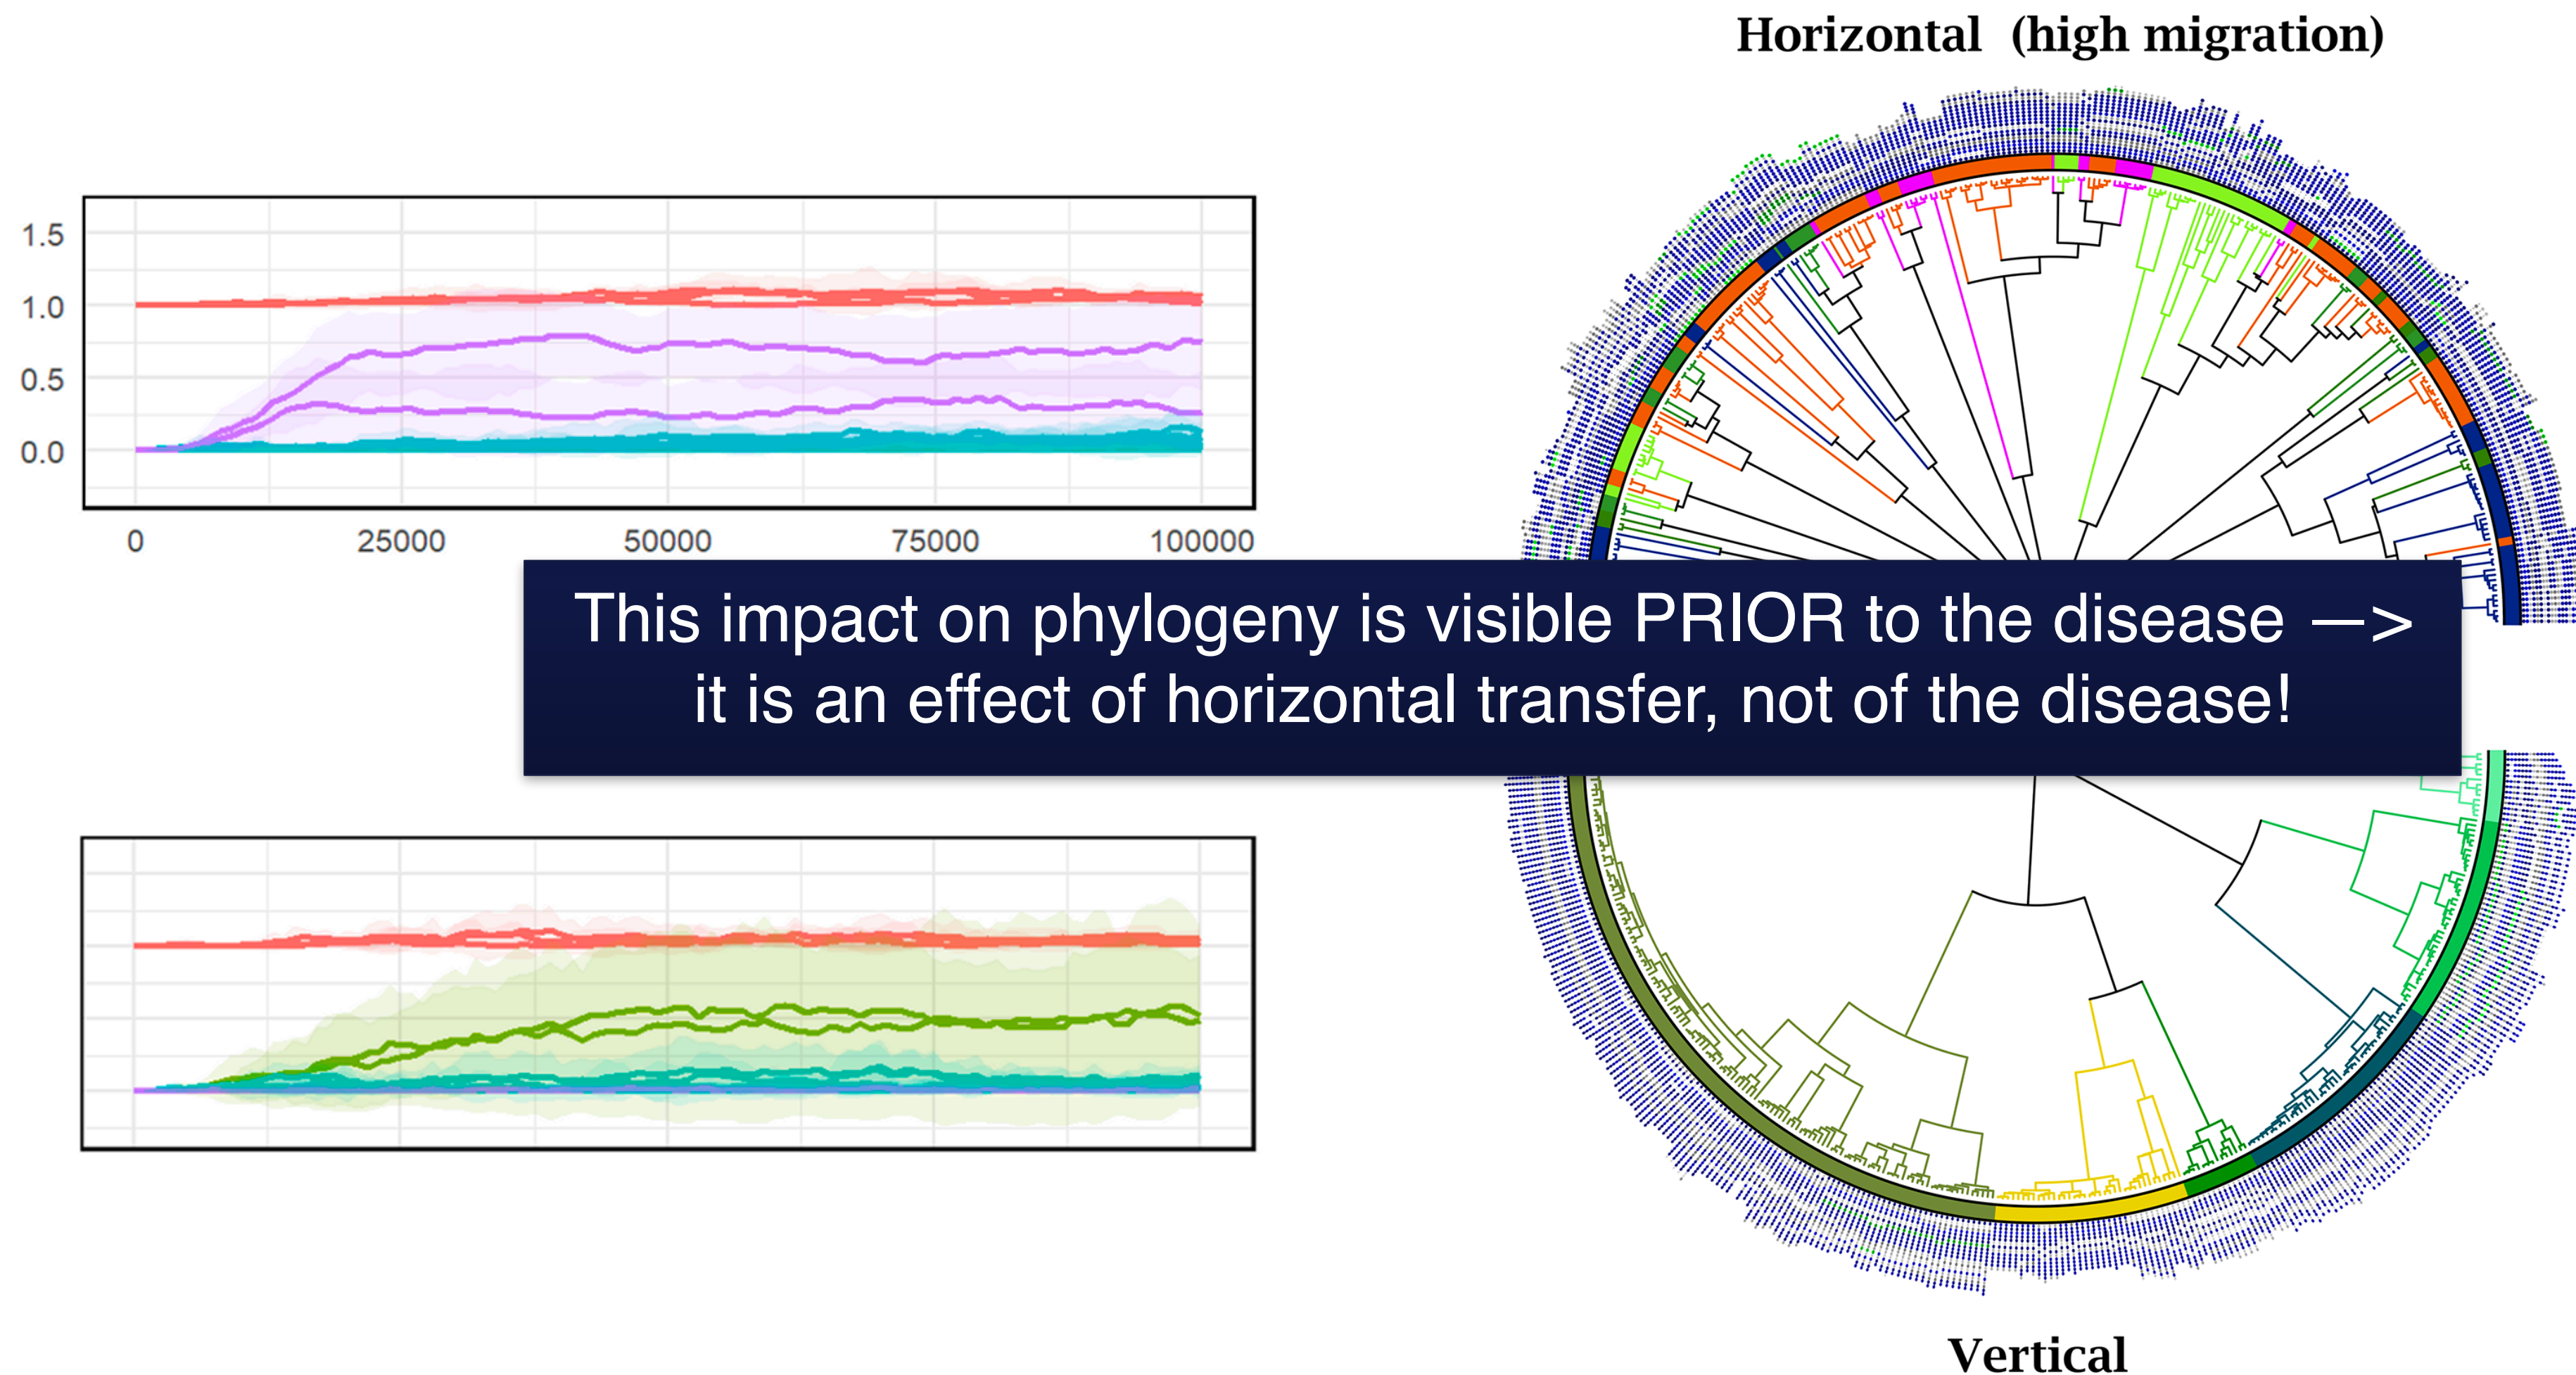 Horizontal (high migration)
1.5
1.0
0.5
0.0
0 25000 50000 75000 100000
This impact on phylogeny is visible PRIOR to the disease —>
it is an effect of horizontal transfer, not of the disease!
Vertical